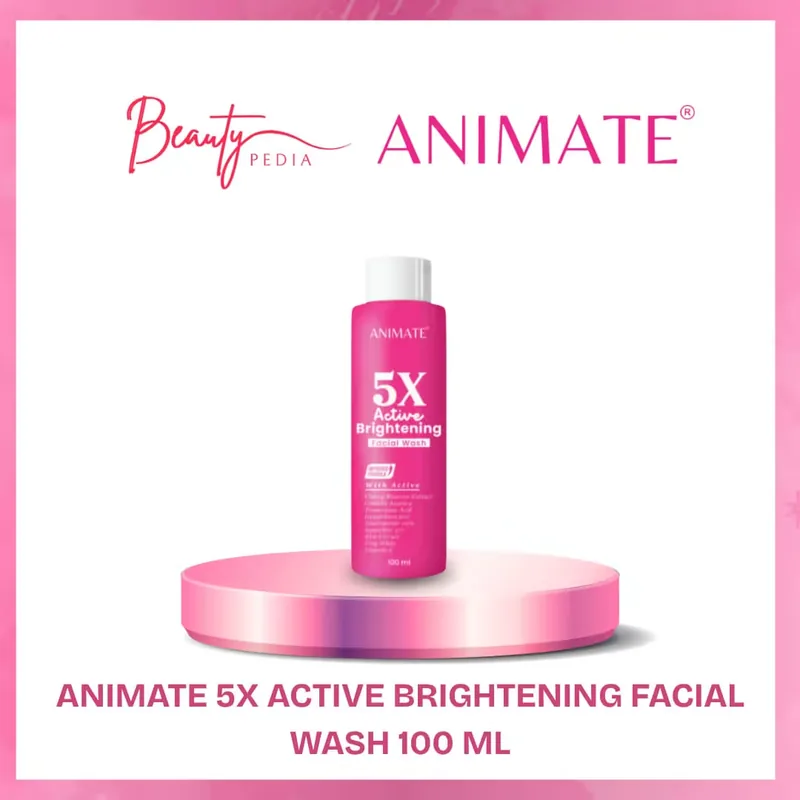 Beauty
PEDIA
ANIMATE®
ANIMATE®
5X
Active
Brightening
Facial Wash
With Active
100 ml
ANIMATE 5X ACTIVE BRIGHTENING FACIAL
WASH 100 ML